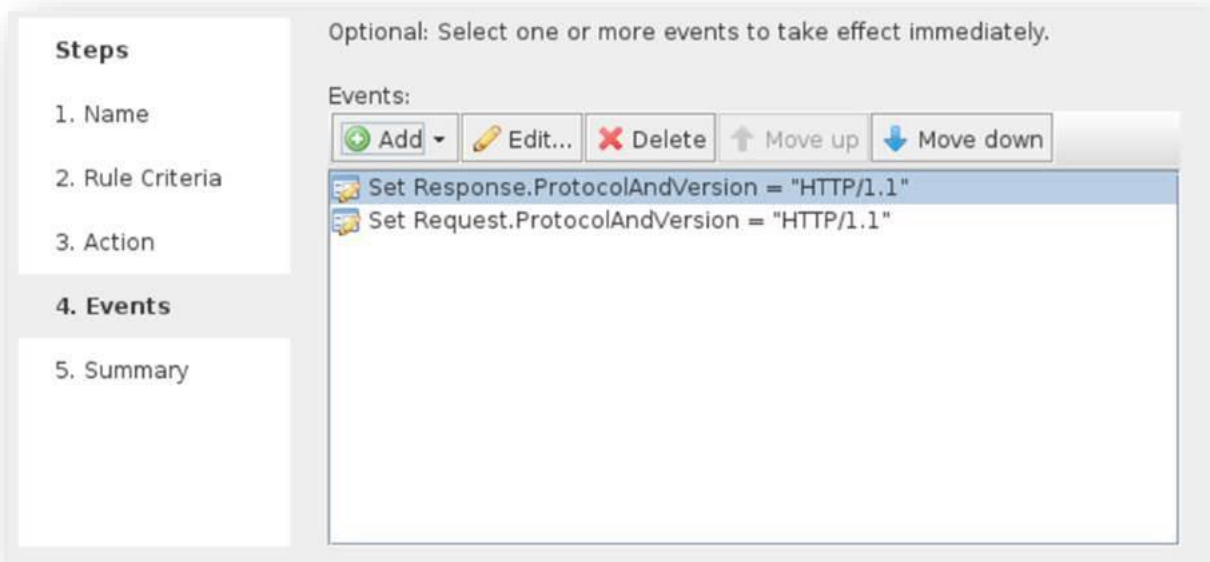 Steps
1. Name
2. Rule Criteria
3. Action
4. Events
5. Summary
Optional: Select one or more events to take effect immediately.
Events:
Add Edit... Delete Move up Move down
Set Response.ProtocolAndVersion = "HTTP/1.1"
Set Request.ProtocolAndVersion = "HTTP/1.1"